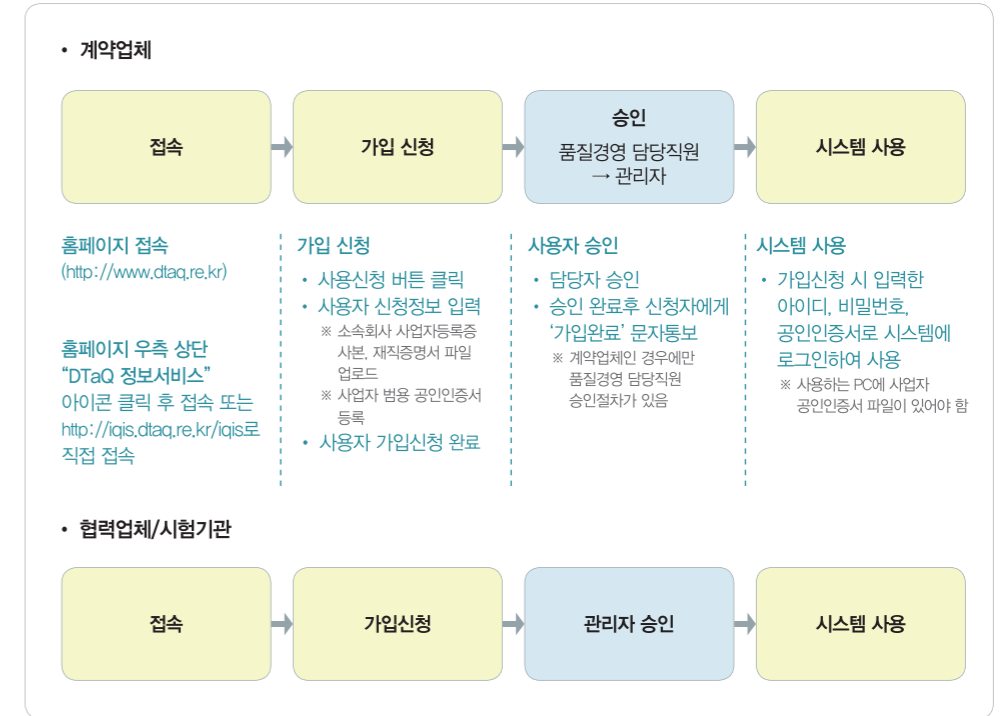 • 계약업체
접속
가입 신청
승인
품질경영 담당직원
→ 관리자
시스템 사용
홈페이지 접속
(http://www.dtaq.re.kr)
홈페이지 우측 상단
“DTaQ 정보서비스”
아이콘 클릭 후 접속 또는
http://iqis.dtaq.re.kr/iqis로
직접 접속
가입 신청
• 사용신청 버튼 클릭
• 사용자 신청정보 입력
※ 소속회사 사업자등록증
사본, 재직증명서 파일
업로드
※ 사업자 범용 공인인증서
등록
• 사용자 가입신청 완료
사용자 승인
• 담당자 승인
• 승인 완료후 신청자에게
‘가입완료’ 문자통보
※ 계약업체인 경우에만
품질경영 담당직원
승인절차가 있음
시스템 사용
• 가입신청 시 입력한
아이디, 비밀번호,
공인인증서로 시스템에
로그인하여 사용
※ 사용하는 PC에 사업자
공인인증서 파일이 있어야 함
• 협력업체/시험기관
접속
가입신청
관리자 승인
시스템 사용